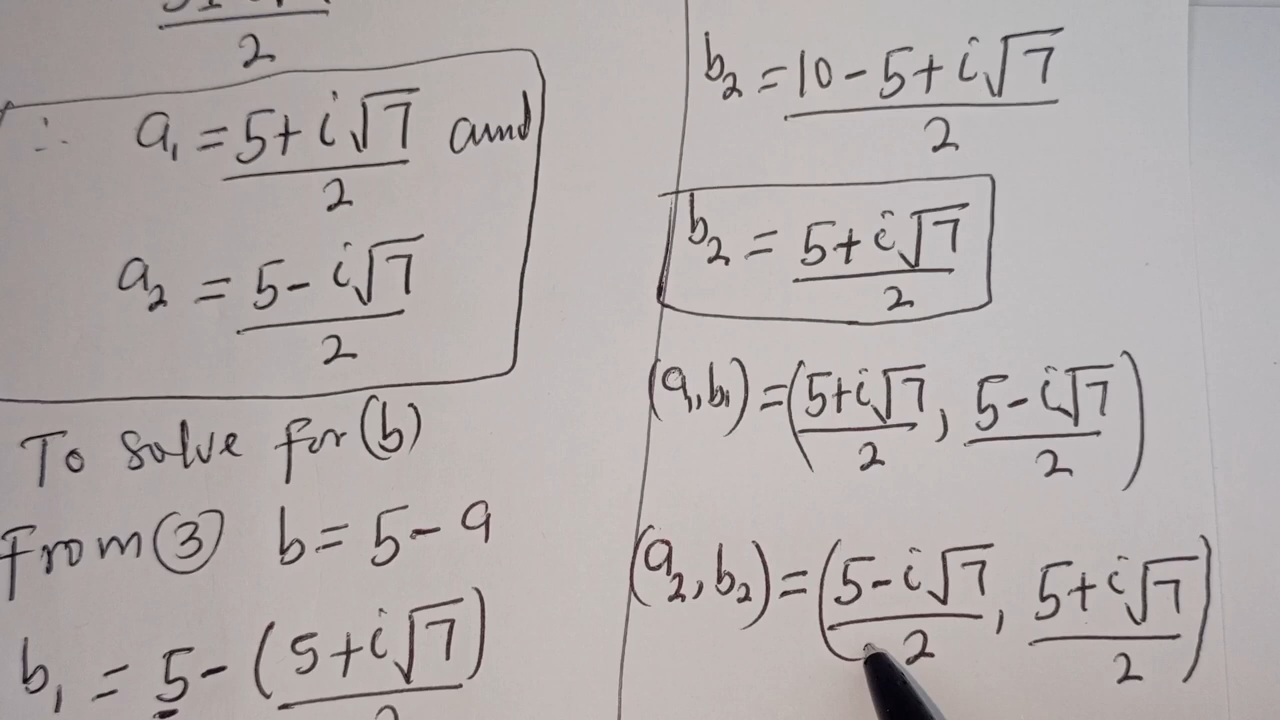 2
∴ a₁ = (5+i√7)/2 and
a₂ = (5-i√7)/2
To solve for (b)
From ③ b = 5-a
b₁ = 5-((5+i√7)
b₂ = (10-5+i√7)/2
b₂ = (5+i√7)/2
(a₁,b₁) = ((5+i√7)/2, (5-i√7)/2)
(a₂,b₂) = ((5-i√7)/2, (5+i√7)/2)